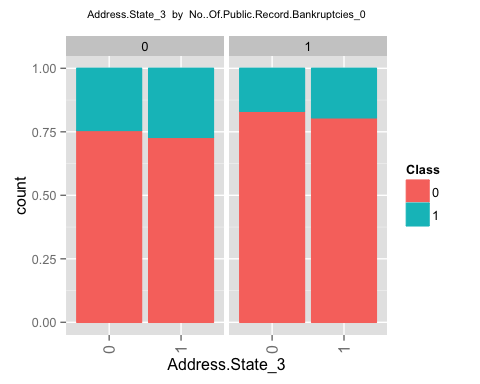 Address.State_3 by No..Of.Public.Record.Bankruptcies_0
0 1
1.00
0.75
0.50
0.25
0.00
count
0 1 0 1
Address.State_3
Class
0
1